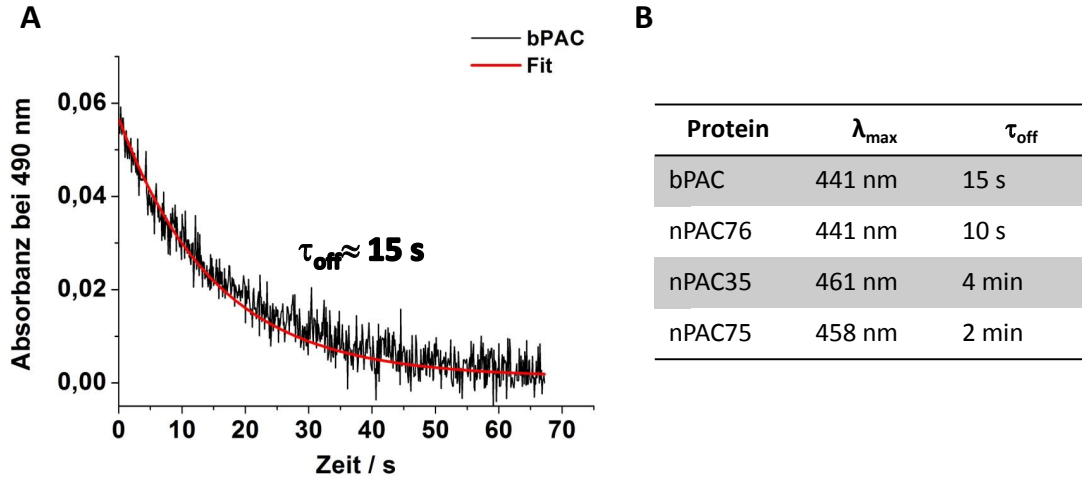 A
bPAC
Fit
Absorbanz bei 490 nm
0,06
0,04
0,02
0,00
τoff≈ 15 s
0 10 20 30 40 50 60 70
Zeit / s
B
Protein λmax τoff
bPAC 441 nm 15 s
nPAC76 441 nm 10 s
nPAC35 461 nm 4 min
nPAC75 458 nm 2 min